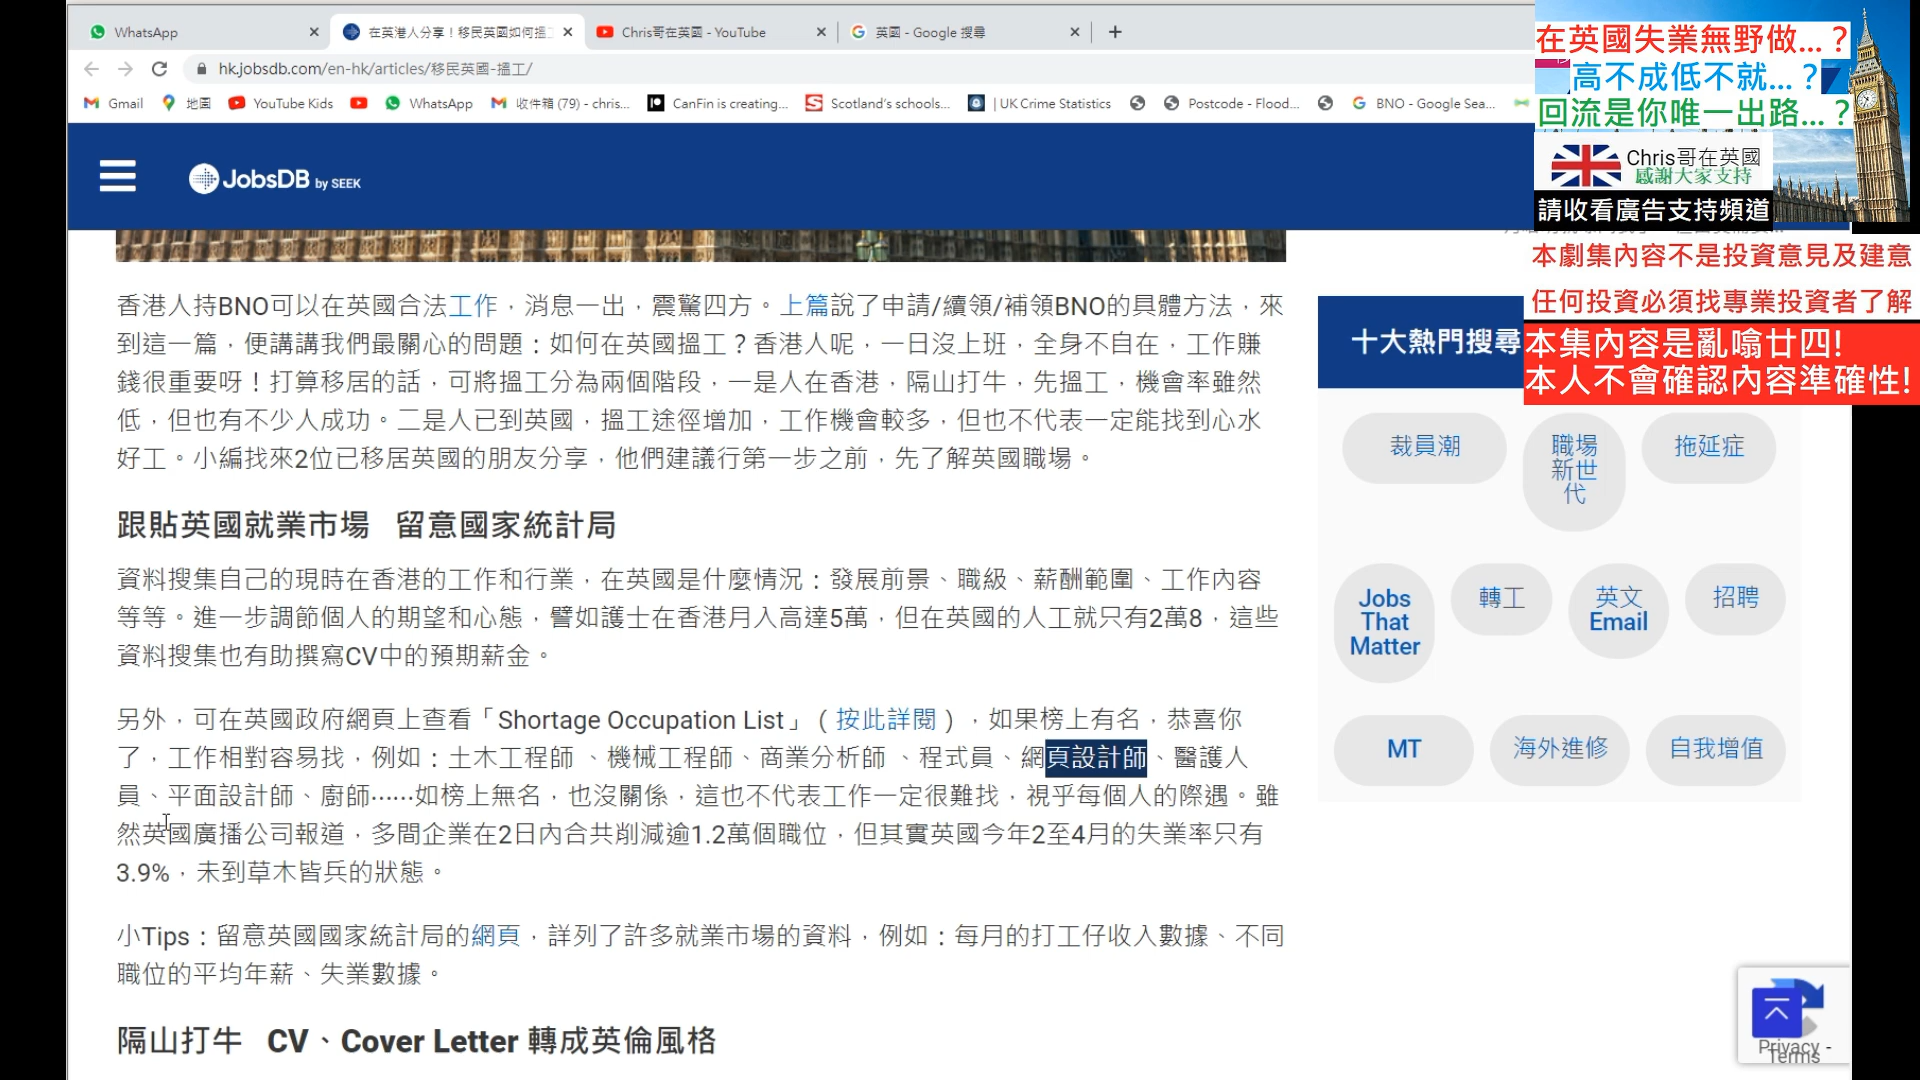 WhatsApp
在英港人分享！移民英國如何搵工
Chris哥在英國 - YouTube
英國 - Google 搜尋
hk.jobsdb.com/en-hk/articles/移民英國-搵工/
Gmail
地圖
YouTube Kids
WhatsApp
收件箱 (79) - chris...
CanFin is creating...
Scotland's schools...
| UK Crime Statistics
Postcode - Flood...
BNO - Google Sea...
在英國失業無野做...？
高不成低不就...？
回流是你唯一出路...？
Chris哥在英國
感謝大家支持
請收看廣告支持頻道
本劇集內容不是投資意見及建意
任何投資必須找專業投資者了解
本集內容是亂噏廿四!
本人不會確認內容準確性!
JobsDB by SEEK
香港人持BNO可以在英國合法工作，消息一出，震驚四方。上篇說了申請/續領/補領BNO的具體方法，來
到這一篇，便講講我們最關心的問題：如何在英國搵工？香港人呢，一日沒上班，全身不自在，工作賺
錢很重要呀！打算移居的話，可將搵工分為兩個階段，一是人在香港，隔山打牛，先搵工，機會率雖然
低，但也有不少人成功。二是人已到英國，搵工途徑增加，工作機會較多，但也不代表一定能找到心水
好工。小編找來2位已移居英國的朋友分享，他們建議行第一步之前，先了解英國職場。
跟貼英國就業市場 留意國家統計局
資料搜集自己的現時在香港的工作和行業，在英國是什麼情況：發展前景、職級、薪酬範圍、工作內容
等等。進一步調節個人的期望和心態，譬如護士在香港月入高達5萬，但在英國的人工就只有2萬8，這些
資料搜集也有助撰寫CV中的預期薪金。
另外，可在英國政府網頁上查看「Shortage Occupation List」（按此詳閱），如果榜上有名，恭喜你
了，工作相對容易找，例如：土木工程師 、機械工程師、商業分析師 、程式員、網頁設計師、醫護人
員、平面設計師、廚師⋯⋯如榜上無名，也沒關係，這也不代表工作一定很難找，視乎每個人的際遇。雖
然英國廣播公司報道，多間企業在2日內合共削減逾1.2萬個職位，但其實英國今年2至4月的失業率只有
3.9%，未到草木皆兵的狀態。
小Tips：留意英國國家統計局的網頁，詳列了許多就業市場的資料，例如：每月的打工仔收入數據、不同
職位的平均年薪、失業數據。
隔山打牛 CV、Cover Letter 轉成英倫風格
十大熱門搜尋
裁員潮
職場
新世
代
拖延症
Jobs
That
Matter
轉工
英文
Email
招聘
MT
海外進修
自我增值
Privacy -
Terms